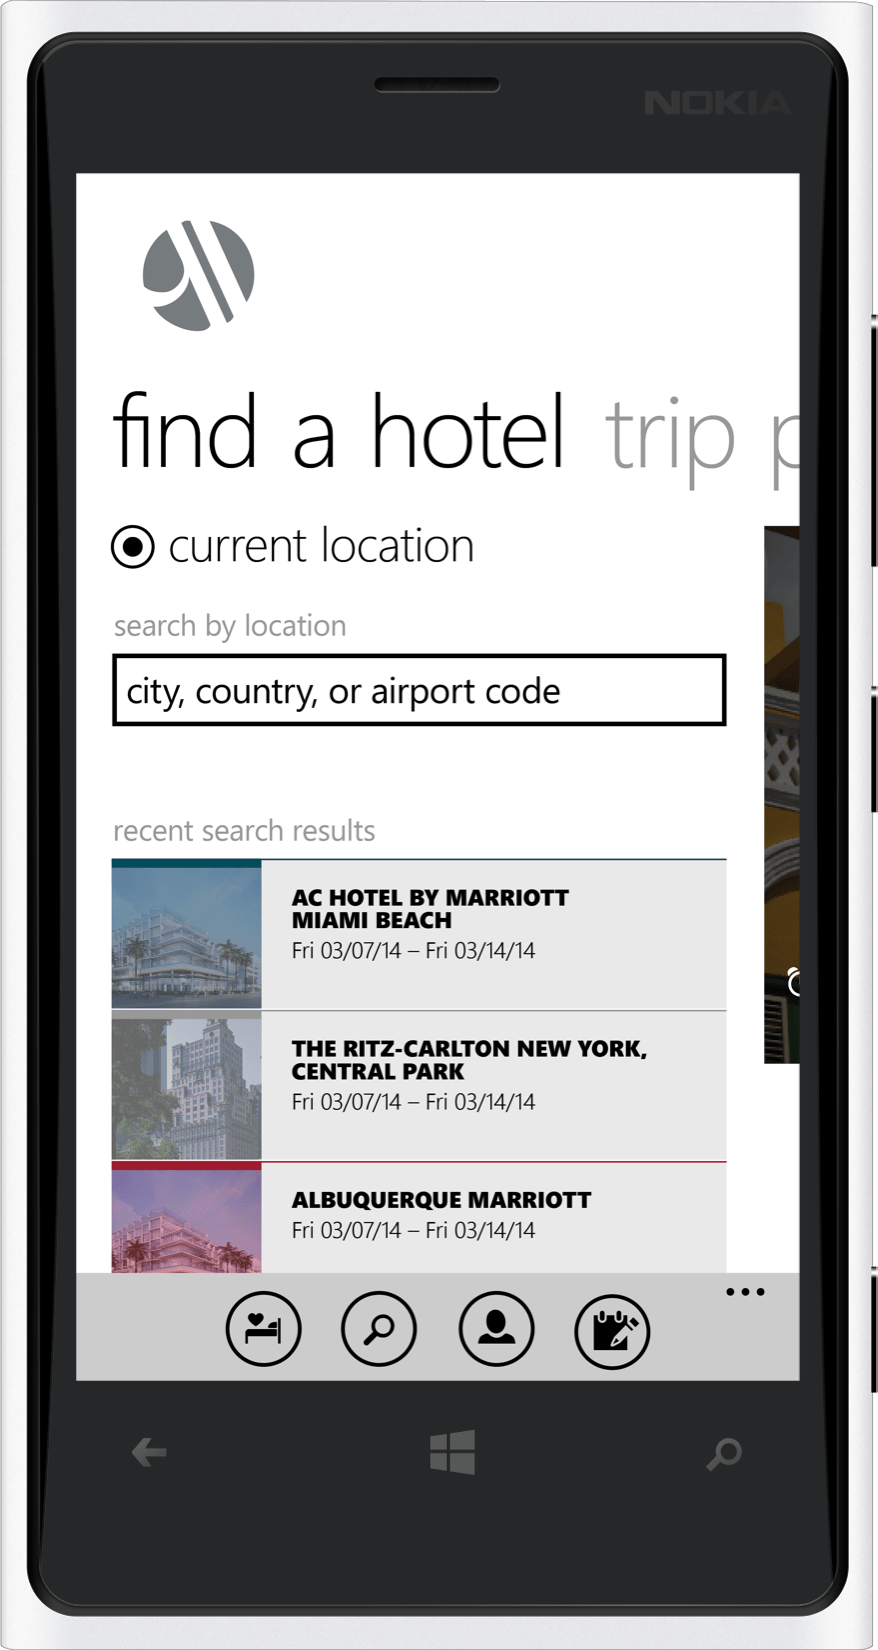 NOKIA
find a hotel trip p
current location
search by location
city, country, or airport code
recent search results
AC HOTEL BY MARRIOTT
MIAMI BEACH
Fri 03/07/14 – Fri 03/14/14
THE RITZ-CARLTON NEW YORK,
CENTRAL PARK
Fri 03/07/14 – Fri 03/14/14
ALBUQUERQUE MARRIOTT
Fri 03/07/14 – Fri 03/14/14